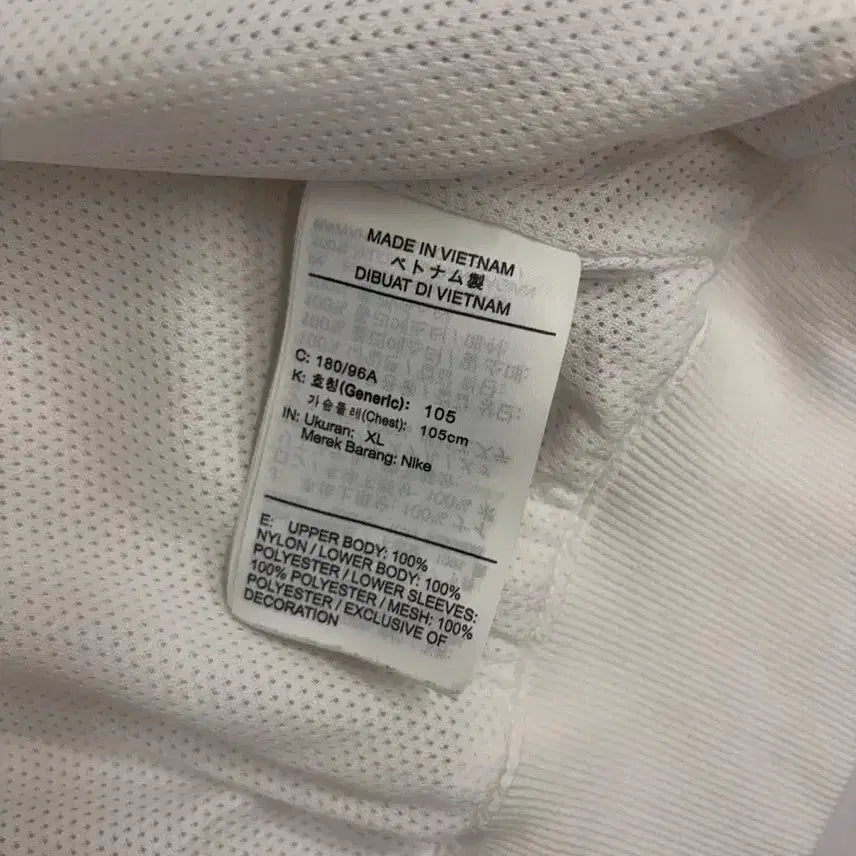 MADE IN VIETNAM
ベトナム製
DIBUAT DI VIETNAM
C: 180/96A
K: 호칭(Generic): 105
가슴둘레(Chest): 105cm
IN: Ukuran: XL
Merek Barang: Nike
E: UPPER BODY: 100%
NYLON / LOWER BODY: 100%
POLYESTER / LOWER SLEEVES:
100% POLYESTER / MESH: 100%
POLYESTER / EXCLUSIVE OF
DECORATION